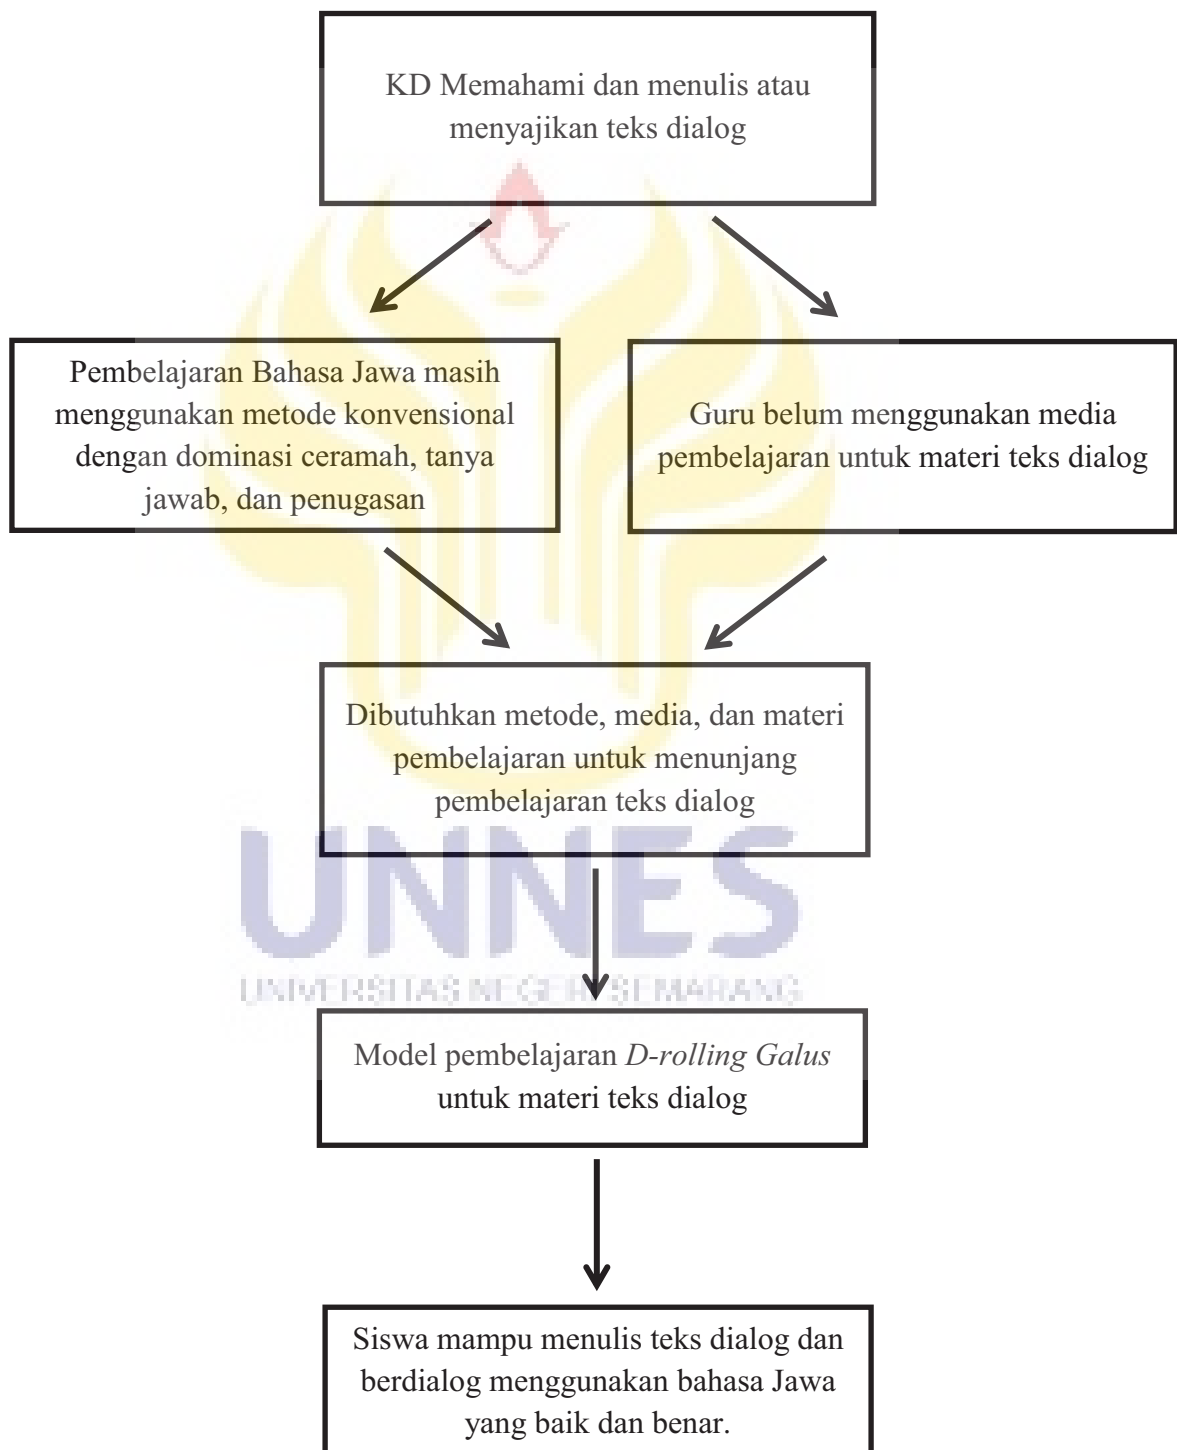 KD Memahami dan menulis atau
menyajikan teks dialog
Pembelajaran Bahasa Jawa masih
menggunakan metode konvensional
dengan dominasi ceramah, tanya
jawab, dan penugasan
Guru belum menggunakan media
pembelajaran untuk materi teks dialog
Dibutuhkan metode, media, dan materi
pembelajaran untuk menunjang
pembelajaran teks dialog
UNNES
UNIVERSITAS NEGERI SEMARANG
Model pembelajaran D-rolling Galus
untuk materi teks dialog
Siswa mampu menulis teks dialog dan
berdialog menggunakan bahasa Jawa
yang baik dan benar.